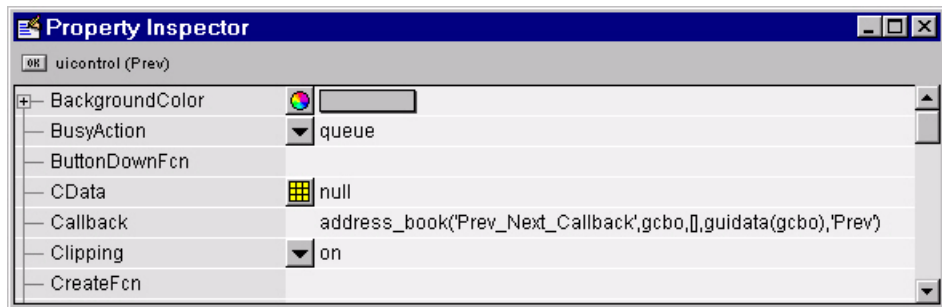 Property Inspector
OK uicontrol (Prev)
BackgroundColor
BusyAction queue
ButtonDownFcn
CData null
Callback address_book('Prev_Next_Callback',gcbo,[],guidata(gcbo),'Prev')
Clipping on
CreateFcn